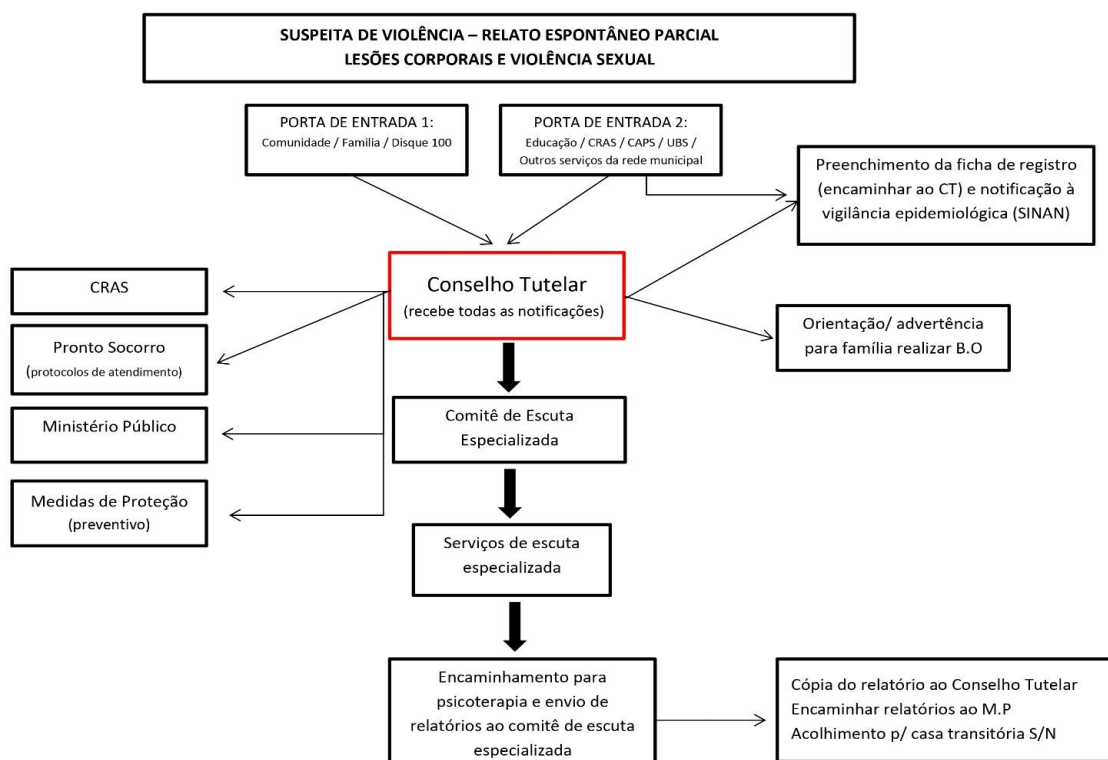 SUSPEITA DE VIOLÊNCIA – RELATO ESPONTÂNEO PARCIAL
LESÕES CORPORAIS E VIOLÊNCIA SEXUAL
PORTA DE ENTRADA 1:
Comunidade / Familia / Disque 100
PORTA DE ENTRADA 2:
Educação / CRAS / CAPS / UBS /
Outros serviços da rede municipal
Preenchimento da ficha de registro
(encaminhar ao CT) e notificação à
vigilância epidemiológica (SINAN)
Conselho Tutelar
(recebe todas as notificações)
CRAS
Pronto Socorro
(protocolos de atendimento)
Ministério Público
Medidas de Proteção
(preventivo)
Orientação/ advertência
para família realizar B.O
Comitê de Escuta
Especializada
Serviços de escuta
especializada
Encaminhamento para
psicoterapia e envio de
relatórios ao comitê de escuta
especializada
Cópia do relatório ao Conselho Tutelar
Encaminhar relatórios ao M.P
Acolhimento p/ casa transitória S/N